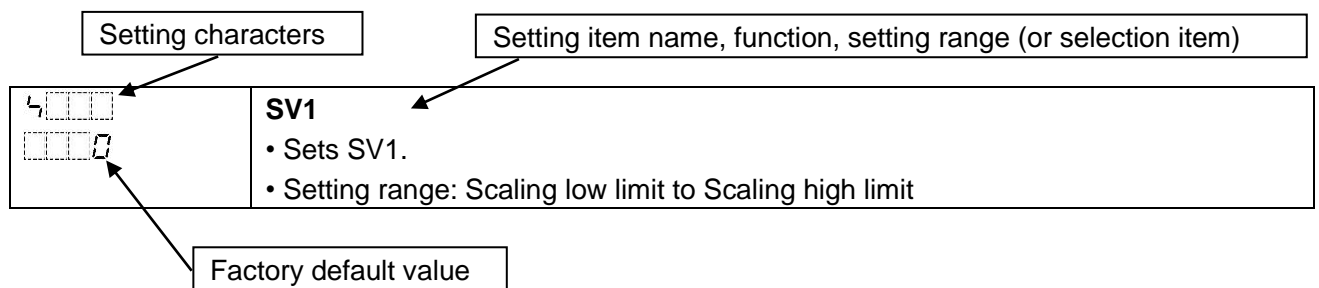 Setting characters
Setting item name, function, setting range (or selection item)
SV1
0
• Sets SV1.
• Setting range: Scaling low limit to Scaling high limit
Factory default value